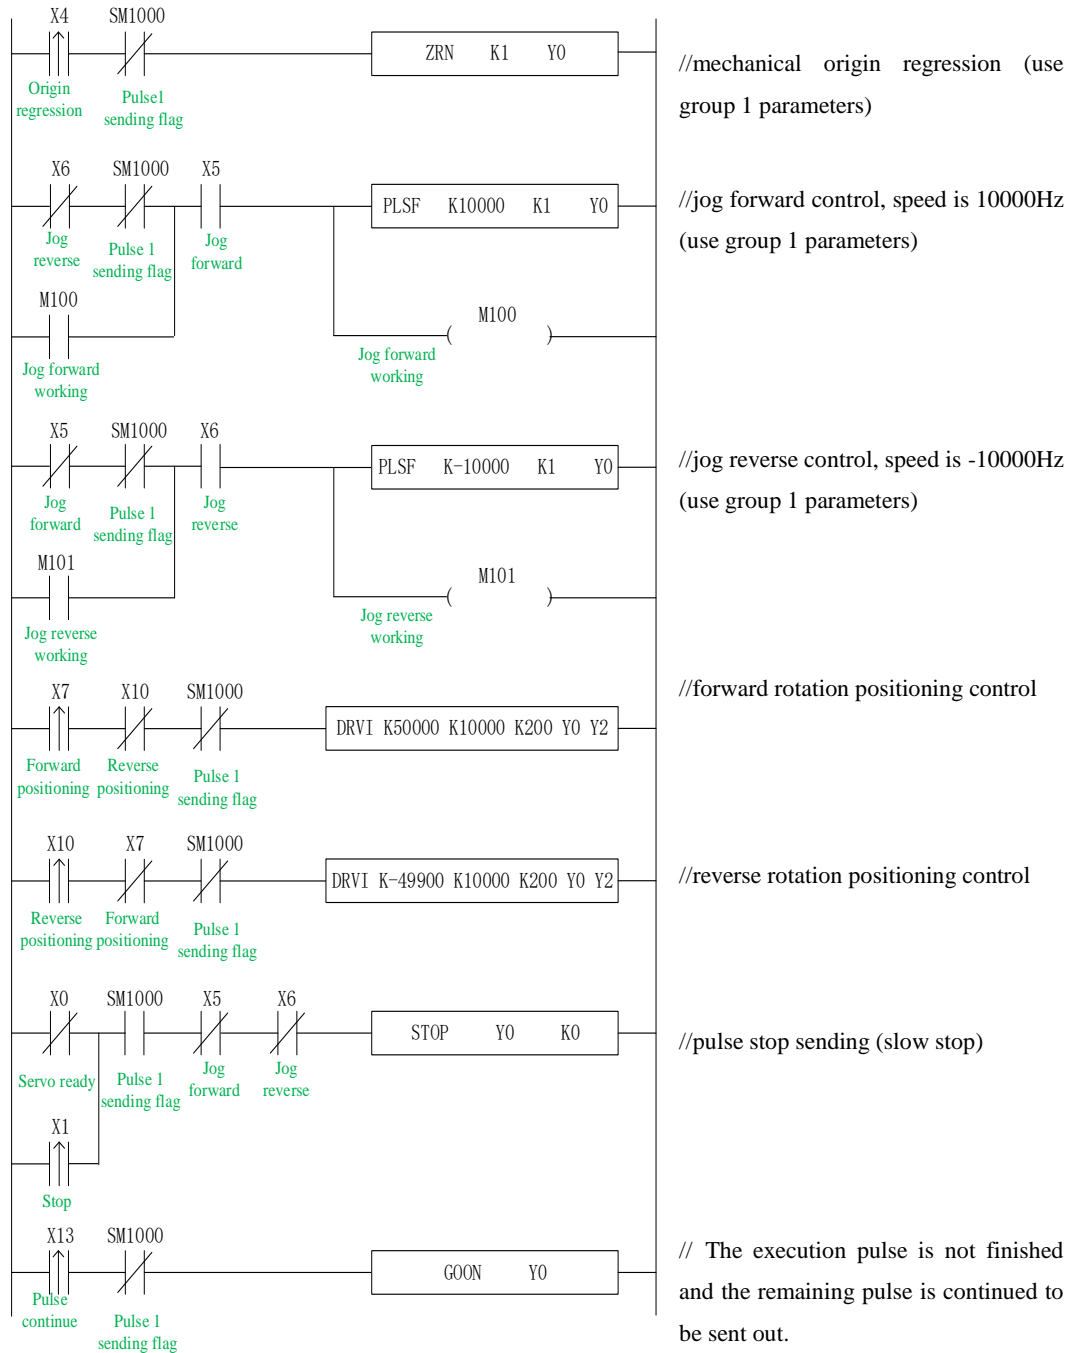 X4 SM1000
ZRN K1 Y0
Origin
regression
Pulse1
sending flag
//mechanical origin regression (use
group 1 parameters)
X6 SM1000 X5
PLSF K10000 K1 Y0
Jog
reverse
Pulse 1
sending flag
Jog
forward
//jog forward control, speed is 10000Hz
(use group 1 parameters)
M100
Jog forward
working
M100
Jog forward
working
X5 SM1000 X6
PLSF K-10000 K1 Y0
Jog
forward
Pulse 1
sending flag
Jog
reverse
//jog reverse control, speed is -10000Hz
(use group 1 parameters)
M101
Jog reverse
working
M101
Jog reverse
working
X7 X10 SM1000
DRVI K50000 K10000 K200 Y0 Y2
Forward
positioning
Reverse
positioning
Pulse 1
sending flag
//forward rotation positioning control
X10 X7 SM1000
DRVI K-49900 K10000 K200 Y0 Y2
Reverse
positioning
Forward
positioning
Pulse 1
sending flag
//reverse rotation positioning control
X0 SM1000 X5 X6
STOP Y0 K0
Servo ready
Pulse 1
sending flag
Jog
forward
Jog
reverse
//pulse stop sending (slow stop)
X1
Stop
X13 SM1000
GOON Y0
Pulse
continue
Pulse 1
sending flag
// The execution pulse is not finished
and the remaining pulse is continued to
be sent out.